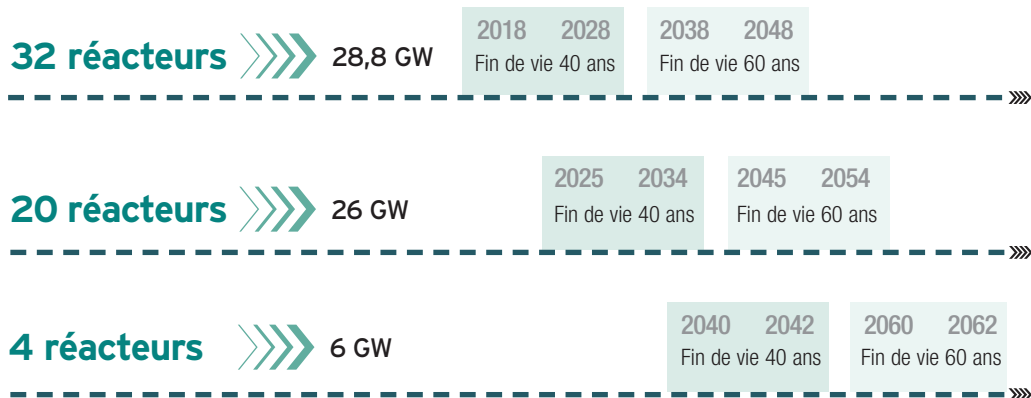 32 réacteurs 28,8 GW
2018 2028
Fin de vie 40 ans
2038 2048
Fin de vie 60 ans
20 réacteurs 26 GW
2025 2034
Fin de vie 40 ans
2045 2054
Fin de vie 60 ans
4 réacteurs 6 GW
2040 2042
Fin de vie 40 ans
2060 2062
Fin de vie 60 ans